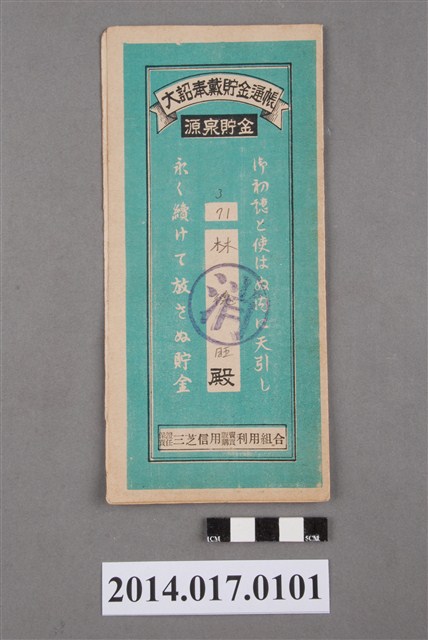 大詔奉戴貯金通帳
源泉貯金
御初穂と使はぬ内に天引し
J
71
林
旺
殿
消
永く續けて放さぬ貯金
三芝信用
利用組合
1CM
5CM
2014.017.0101